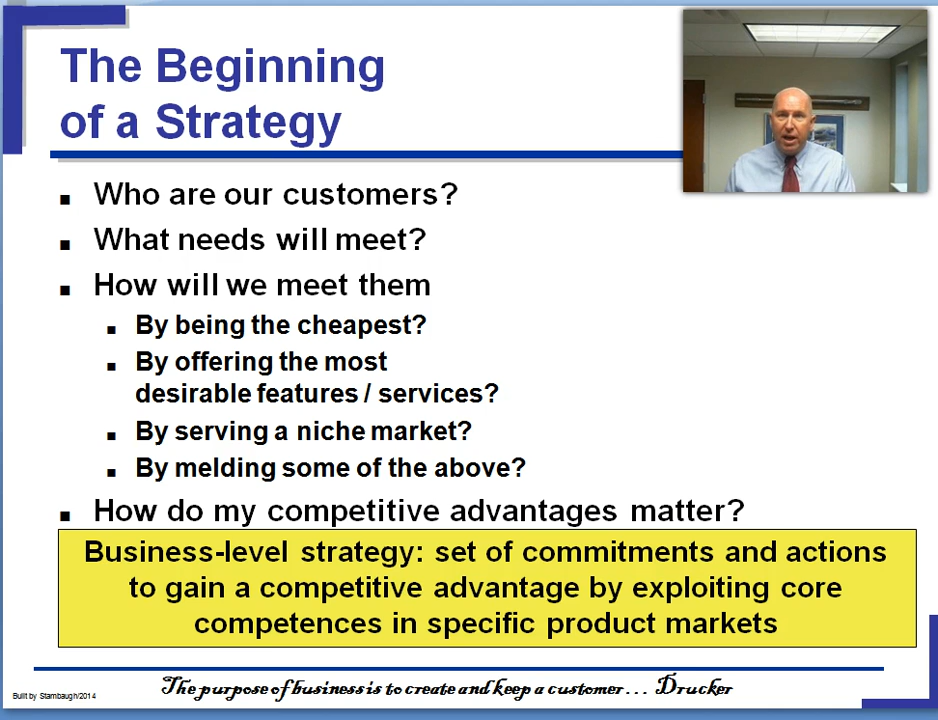 The Beginning
of a Strategy
Who are our customers?
What needs will meet?
How will we meet them
By being the cheapest?
By offering the most
desirable features / services?
By serving a niche market?
By melding some of the above?
How do my competitive advantages matter?
Business-level strategy: set of commitments and actions
to gain a competitive advantage by exploiting core
competences in specific product markets
The purpose of business is to create and keep a customer . . . Drucker
Built by Stambaugh/2014